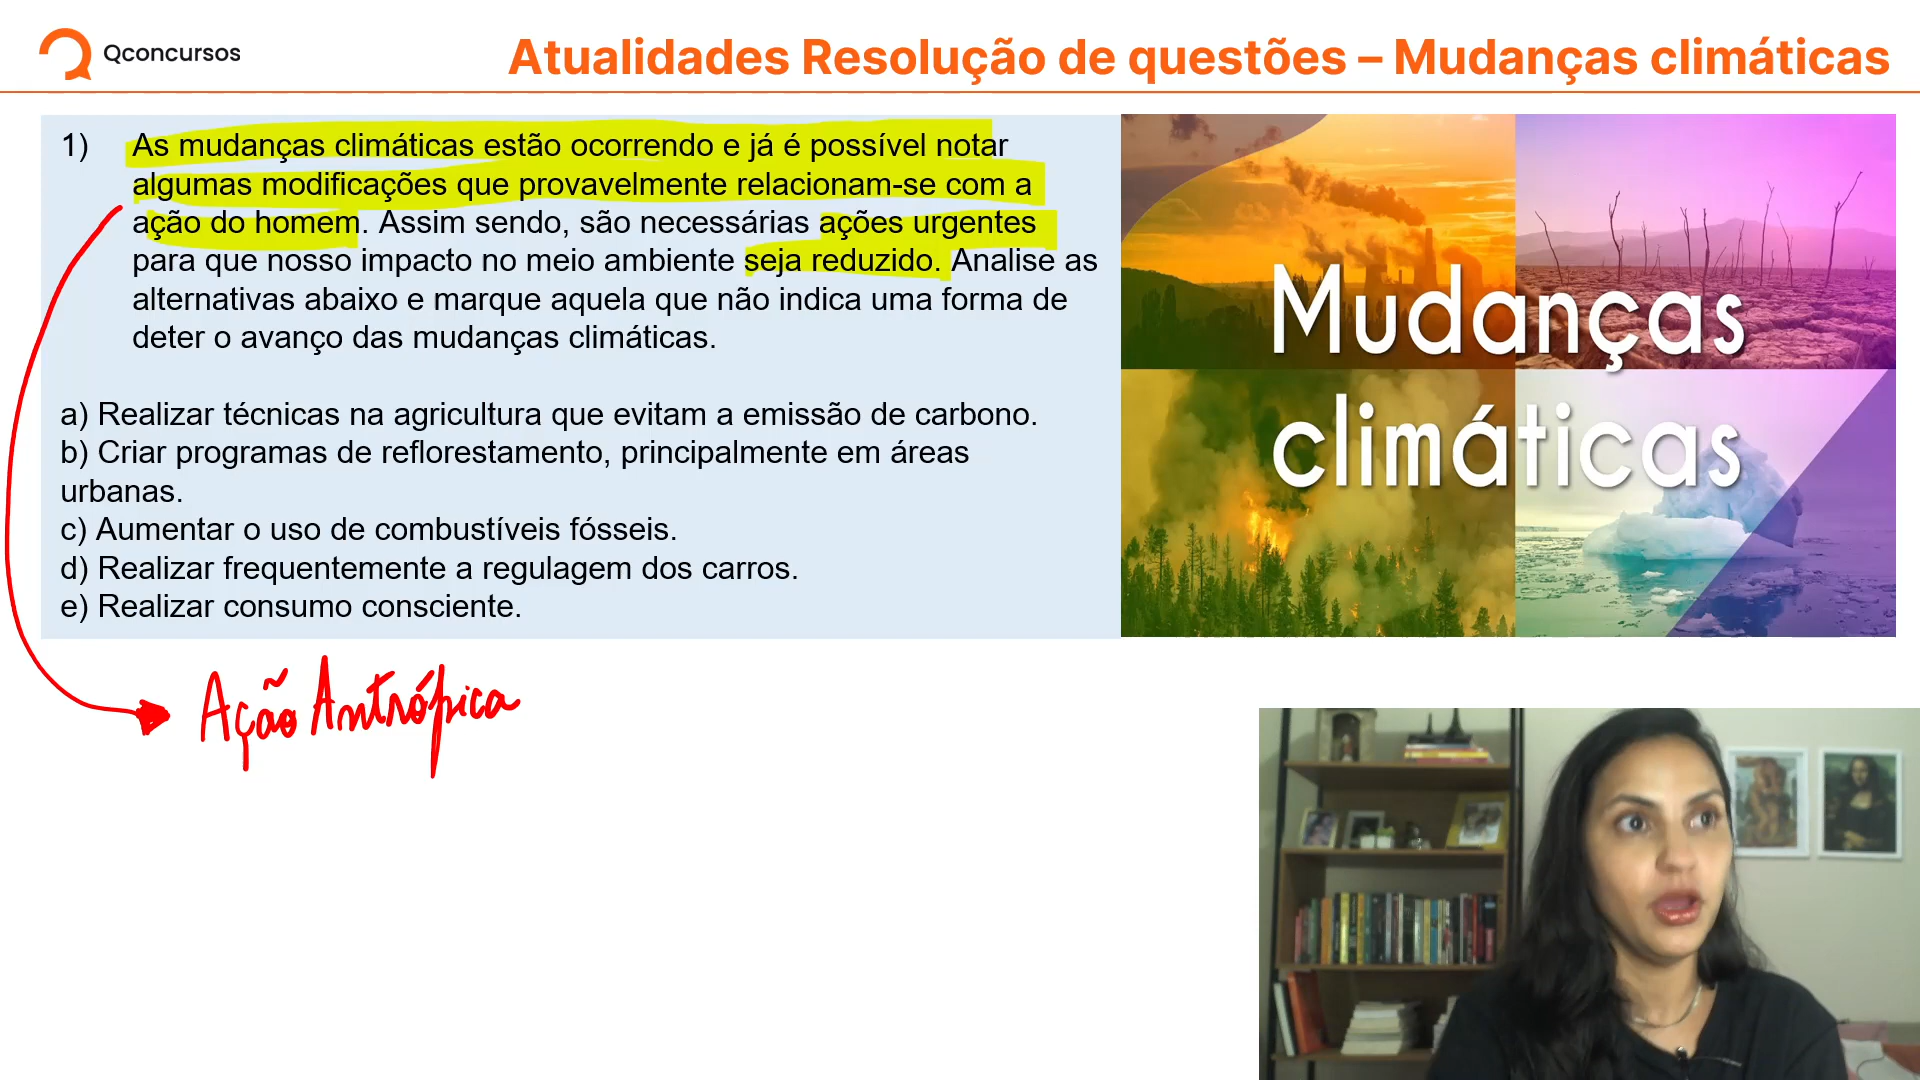 Qconcursos
Atualidades Resolução de questões – Mudanças climáticas
1) As mudanças climáticas estão ocorrendo e já é possível notar
algumas modificações que provavelmente relacionam-se com a
ação do homem. Assim sendo, são necessárias ações urgentes
para que nosso impacto no meio ambiente seja reduzido. Analise as
alternativas abaixo e marque aquela que não indica uma forma de
deter o avanço das mudanças climáticas.
a) Realizar técnicas na agricultura que evitam a emissão de carbono.
b) Criar programas de reflorestamento, principalmente em áreas
urbanas.
c) Aumentar o uso de combustíveis fósseis.
d) Realizar frequentemente a regulagem dos carros.
e) Realizar consumo consciente.
Mudanças
climáticas
Ação Antrópica